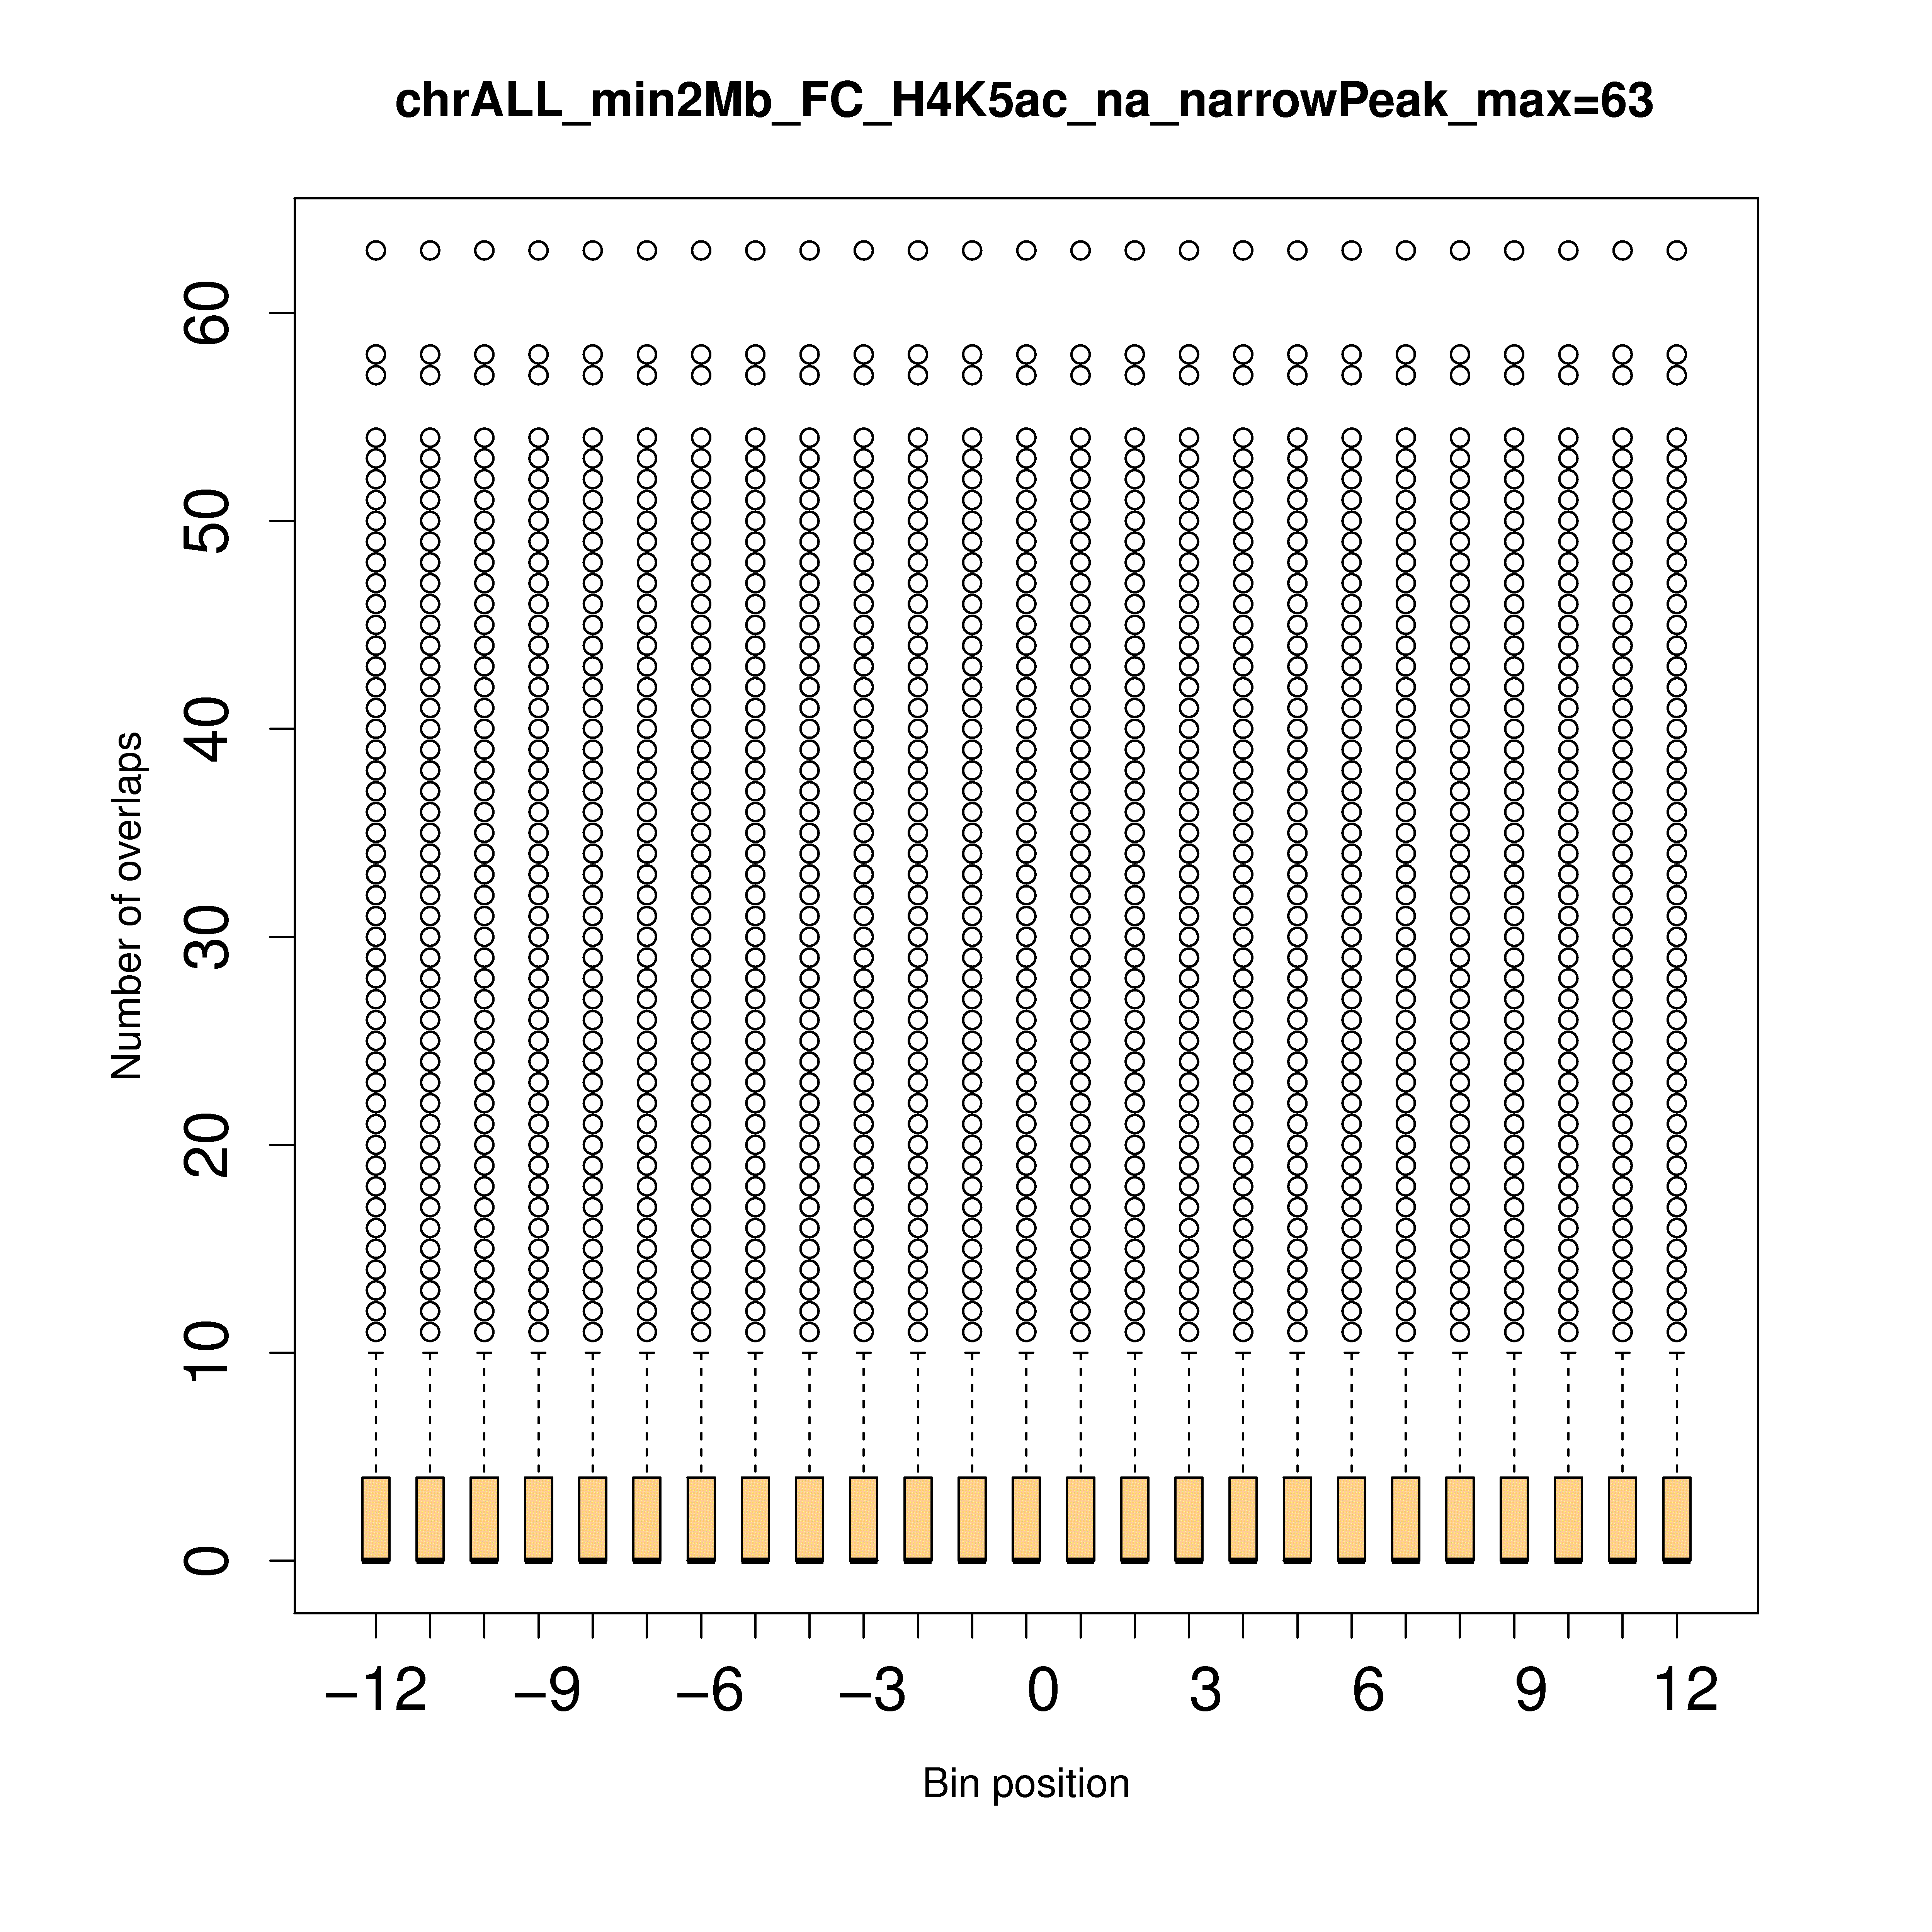 chrALL_min2Mb_FC_H4K5ac_na_narrowPeak_max=63
Number of overlaps
60
50
40
30
20
10
0
−12 −9 −6 −3 0 3 6 9 12
Bin position